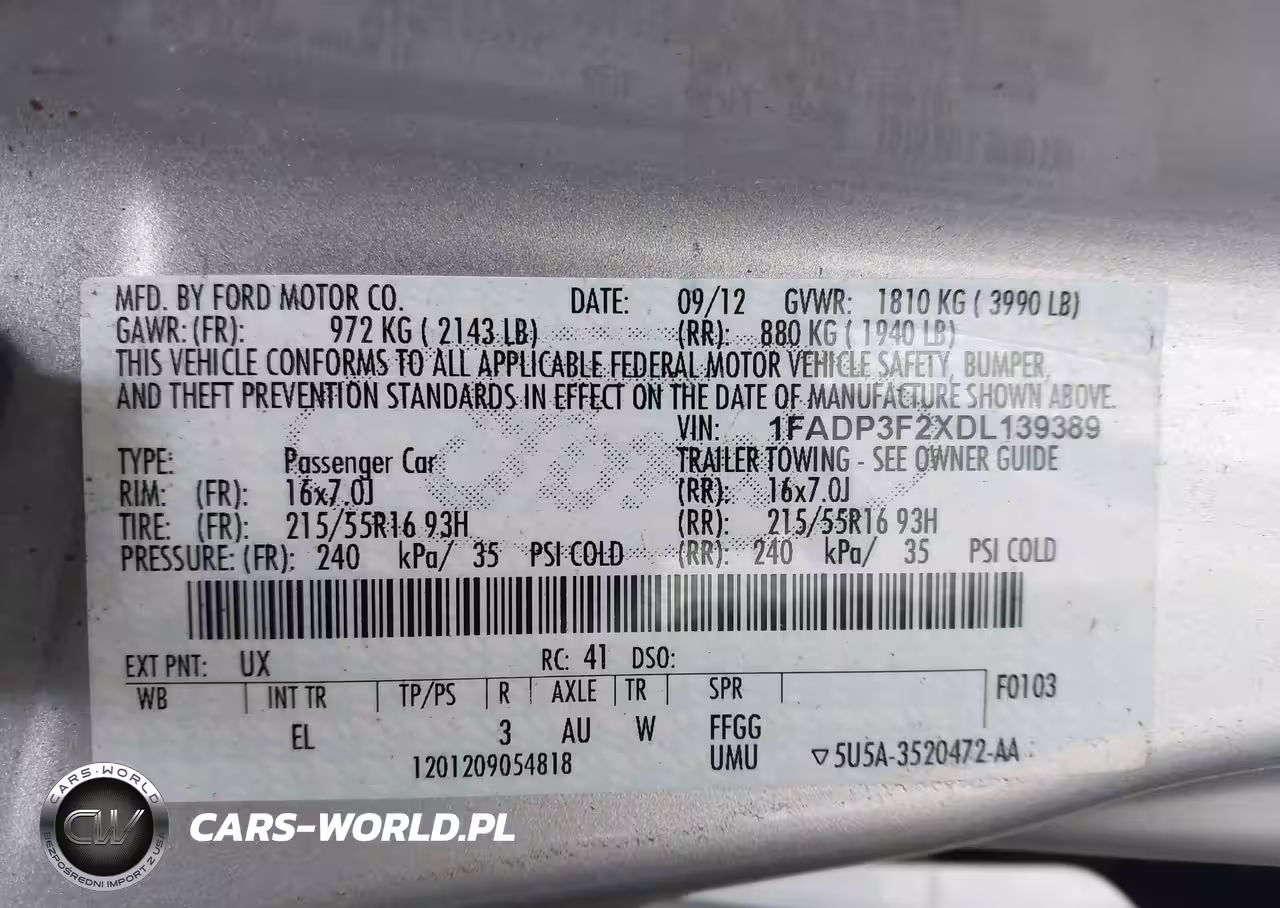 MFD. BY FORD MOTOR CO. DATE: 09/12 GVWR: 1810 KG ( 3990 LB)
GAWR: (FR): 972 KG ( 2143 LB) (RR): 880 KG ( 1940 LB)
THIS VEHICLE CONFORMS TO ALL APPLICABLE FEDERAL MOTOR VEHICLE SAFETY, BUMPER,
AND THEFT PREVENTION STANDARDS IN EFFECT ON THE DATE OF MANUFACTURE SHOWN ABOVE.
VIN: 1FADP3F2XDL139389
TYPE: Passenger Car TRAILER TOWING - SEE OWNER GUIDE
RIM: (FR): 16x7.0J (RR): 16x7.0J
TIRE: (FR): 215/55R16 93H (RR): 215/55R16 93H
PRESSURE: (FR): 240 kPa/ 35 PSI COLD (RR): 240 kPa/ 35 PSI COLD
EXT PNT: UX RC: 41 DSO:
WB INT TR TP/PS R AXLE TR SPR F0103
EL 3 AU W FFGG
1201209054818 UMU ▽5U5A-3520472-AA
CARS-WORLD
CW
BEZPOŚREDNI IMPORT Z USA
CARS-WORLD.PL